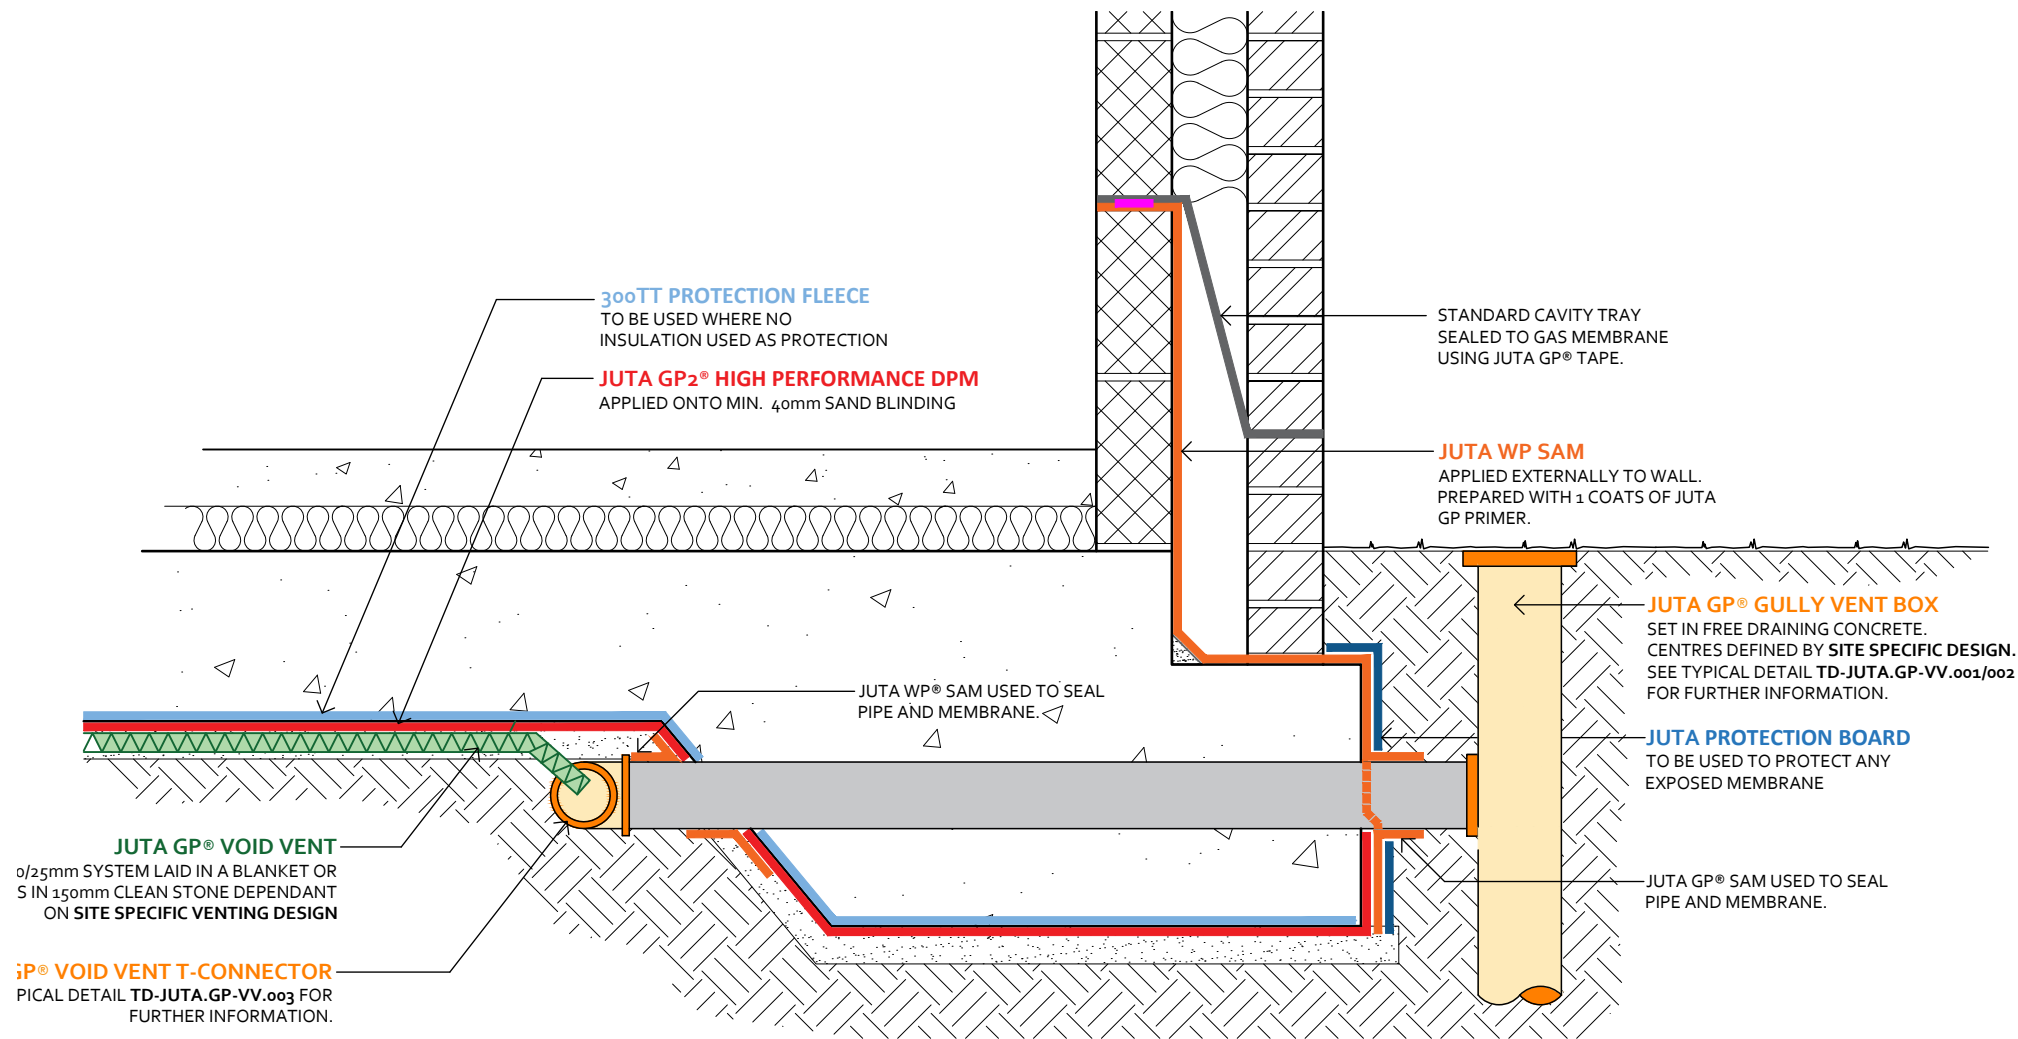 300TT PROTECTION FLEECE
TO BE USED WHERE NO
INSULATION USED AS PROTECTION
JUTA GP2® HIGH PERFORMANCE DPM
APPLIED ONTO MIN. 40mm SAND BLINDING
STANDARD CAVITY TRAY
SEALED TO GAS MEMBRANE
USING JUTA GP® TAPE.
JUTA WP SAM
APPLIED EXTERNALLY TO WALL.
PREPARED WITH 1 COATS OF JUTA
GP PRIMER.
JUTA GP® GULLY VENT BOX
SET IN FREE DRAINING CONCRETE.
CENTRES DEFINED BY SITE SPECIFIC DESIGN.
SEE TYPICAL DETAIL TD-JUTA.GP-VV.001/002
FOR FURTHER INFORMATION.
JUTA WP® SAM USED TO SEAL
PIPE AND MEMBRANE.
JUTA PROTECTION BOARD
TO BE USED TO PROTECT ANY
EXPOSED MEMBRANE
JUTA GP® VOID VENT
0/25mm SYSTEM LAID IN A BLANKET OR
S IN 150mm CLEAN STONE DEPENDANT
ON SITE SPECIFIC VENTING DESIGN
JUTA GP® SAM USED TO SEAL
PIPE AND MEMBRANE.
GP® VOID VENT T-CONNECTOR
PICAL DETAIL TD-JUTA.GP-VV.003 FOR
FURTHER INFORMATION.